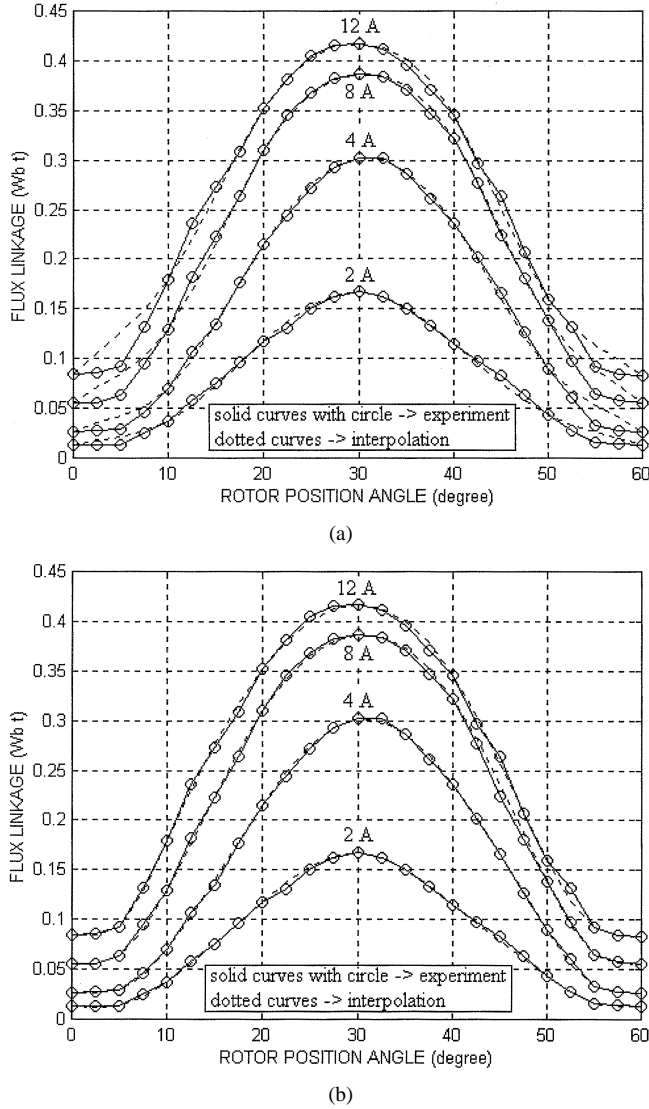 0.45
0.4
0.35
0.3
0.25
0.2
0.15
0.1
0.05
0
FLUX LINKAGE (Wb t)
12 A
8 A
4 A
2 A
solid curves with circle -> experiment
dotted curves -> interpolation
0 10 20 30 40 50 60
ROTOR POSITION ANGLE (degree)
(a)
0.45
0.4
0.35
0.3
0.25
0.2
0.15
0.1
0.05
0
FLUX LINKAGE (Wb t)
12 A
8 A
4 A
2 A
solid curves with circle -> experiment
dotted curves -> interpolation
0 10 20 30 40 50 60
ROTOR POSITION ANGLE (degree)
(b)